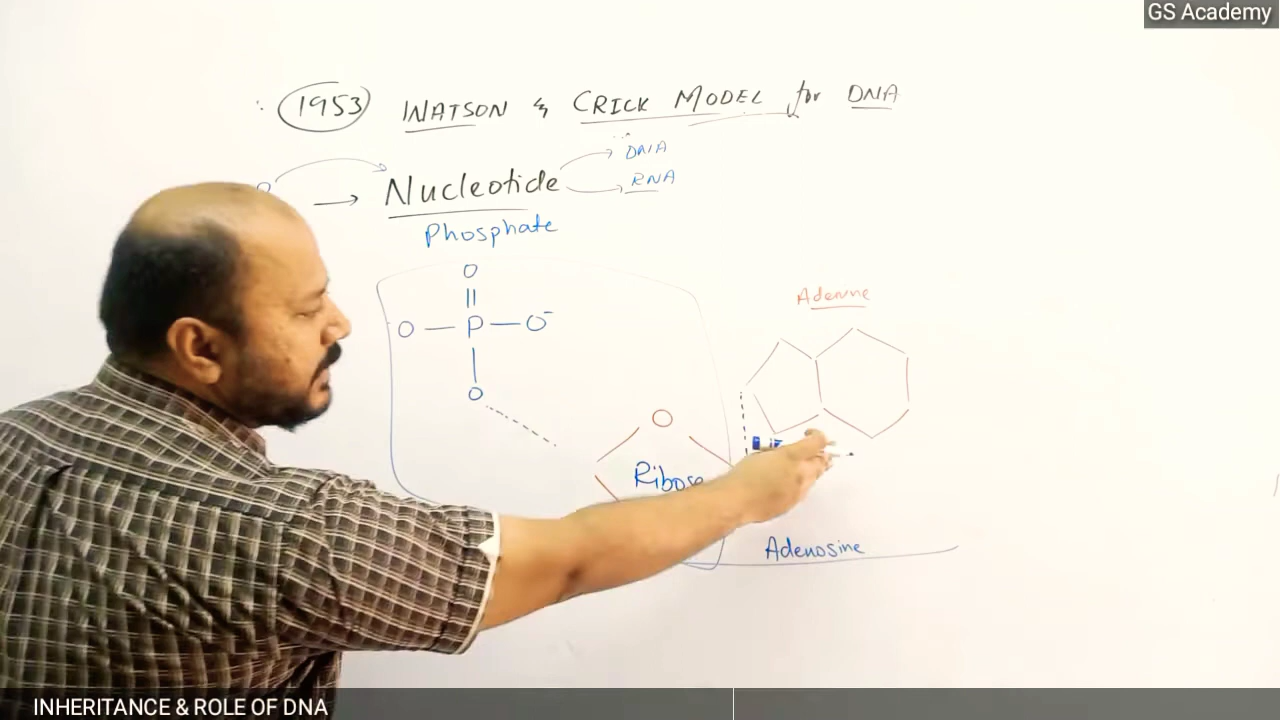 GS Academy
1953 WATSON & CRICK MODEL for DNA
DNA
→ Nucleotide
RNA
Phosphate
O
||
O — P — O⁻
|
O
Adenine
O
Ribose
Adenosine
INHERITANCE & ROLE OF DNA